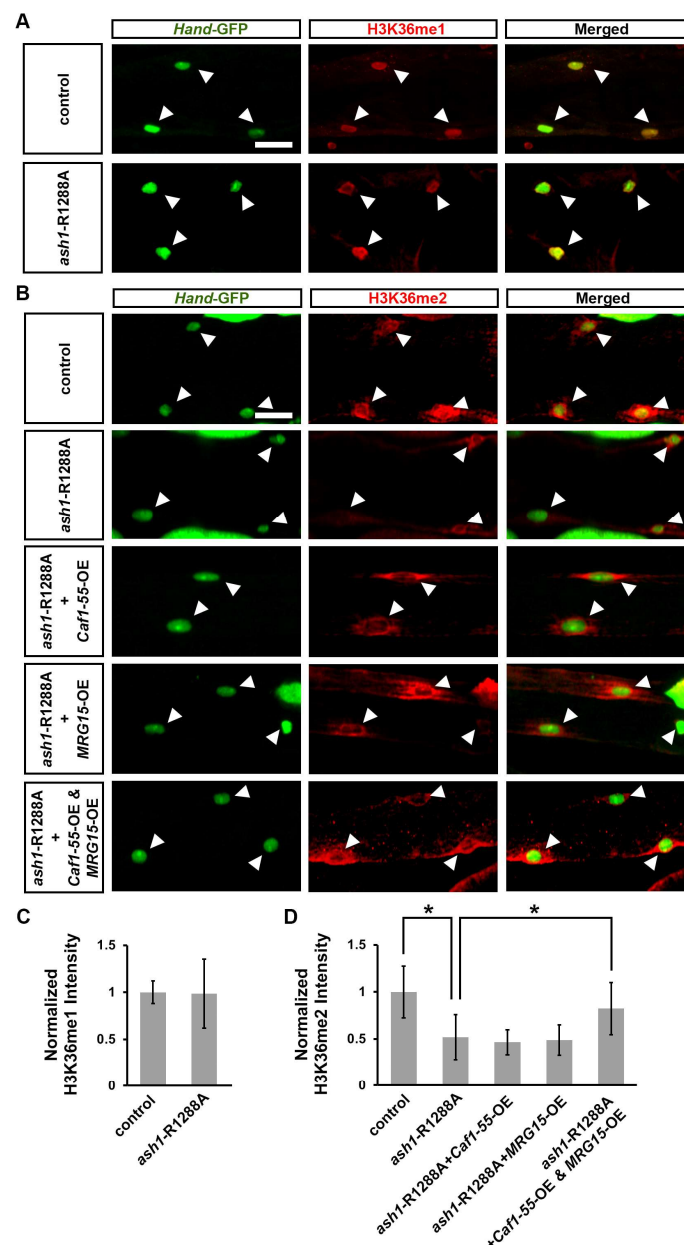 A
Hand-GFP
H3K36me1
Merged
control
ash1-R1288A
B
Hand-GFP
H3K36me2
Merged
control
ash1-R1288A
ash1-R1288A
+
Caf1-55-OE
ash1-R1288A
+
MRG15-OE
ash1-R1288A
+
Caf1-55-OE &
MRG15-OE
C
Normalized
H3K36me1 Intensity
1.5
1
0.5
0
control
ash1-R1288A
D
Normalized
H3K36me2 Intensity
1.5
1
0.5
0
*
*
control
ash1-R1288A
ash1-R1288A+Caf1-55-OE
ash1-R1288A+MRG15-OE
ash1-R1288A
+Caf1-55-OE & MRG15-OE